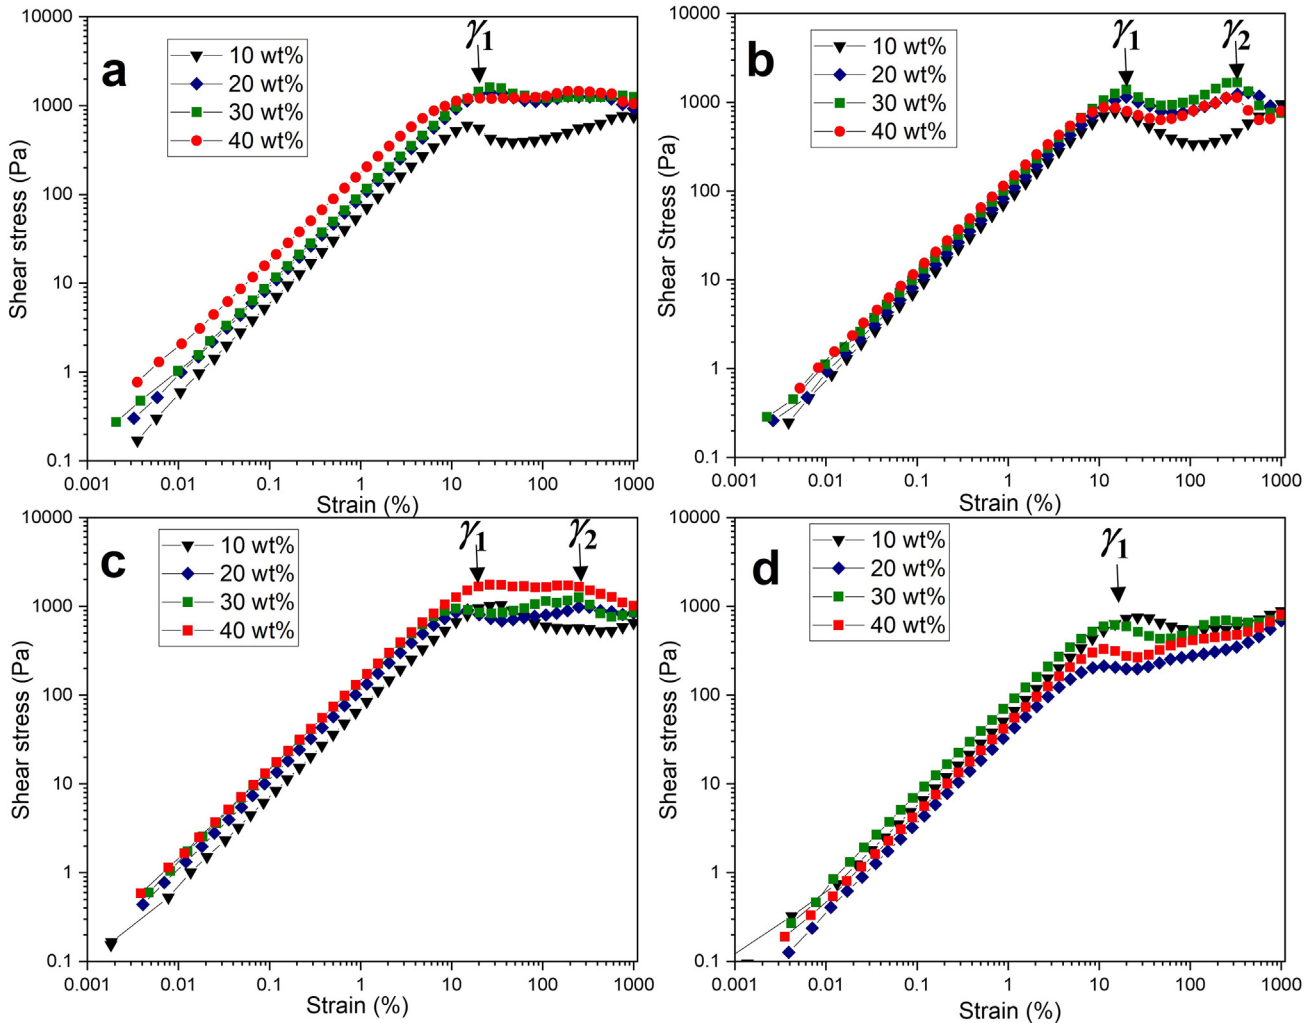 a
γ1
10 wt%
20 wt%
30 wt%
40 wt%
10000
1000
100
10
1
0.1
0.001
0.01
0.1
1
10
100
1000
Shear stress (Pa)
Strain (%)
b
γ1
γ2
10 wt%
20 wt%
30 wt%
40 wt%
10000
1000
100
10
1
0.1
0.001
0.01
0.1
1
10
100
1000
Shear Stress (Pa)
Strain (%)
c
γ1
γ2
10 wt%
20 wt%
30 wt%
40 wt%
10000
1000
100
10
1
0.1
0.001
0.01
0.1
1
10
100
1000
Shear stress (Pa)
Strain (%)
d
γ1
10 wt%
20 wt%
30 wt%
40 wt%
10000
1000
100
10
1
0.1
0.001
0.01
0.1
1
10
100
1000
Shear stress (Pa)
Strain (%)